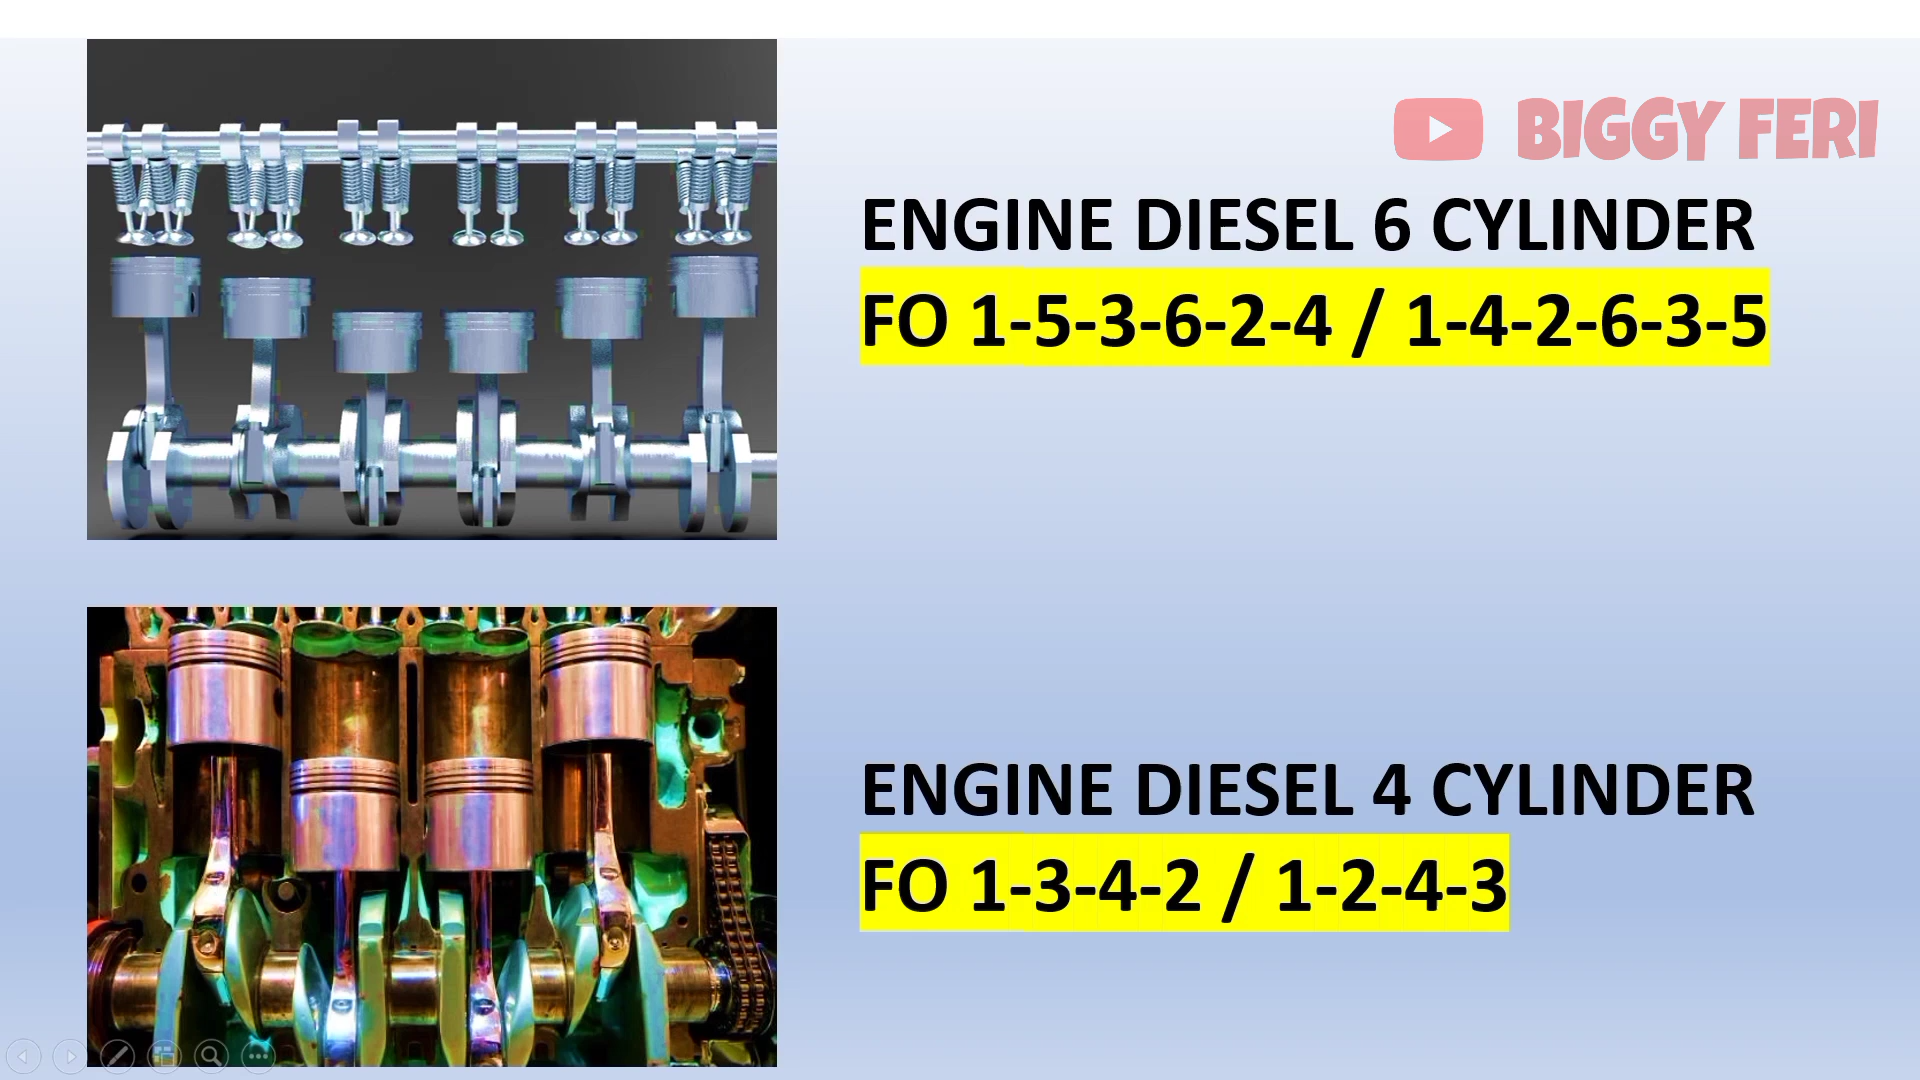 BIGGY FERI
ENGINE DIESEL 6 CYLINDER
FO 1-5-3-6-2-4 / 1-4-2-6-3-5
ENGINE DIESEL 4 CYLINDER
FO 1-3-4-2 / 1-2-4-3